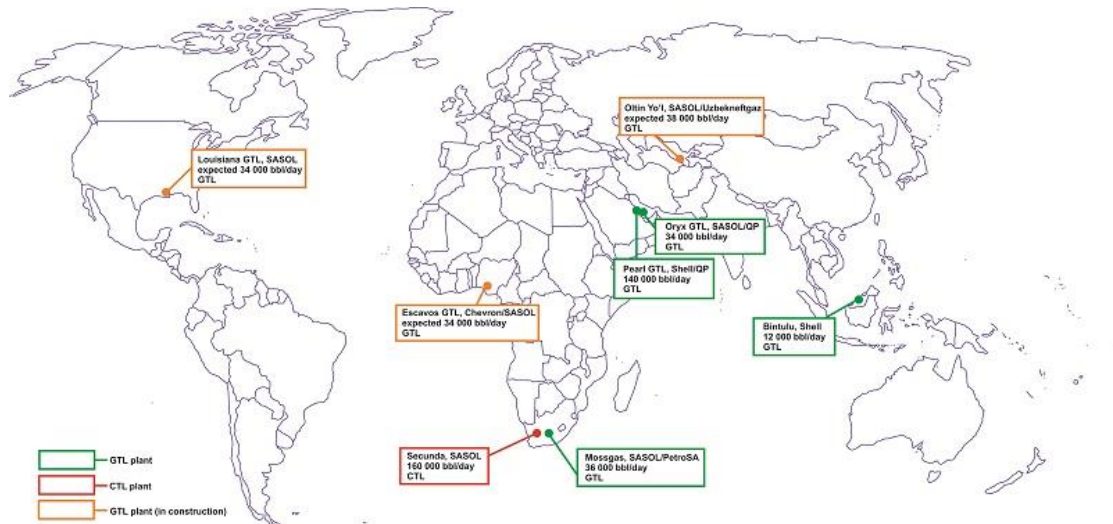 Oltin Yo'l, SASOL/Uzbekneftgaz
expected 38 000 bbl/day
GTL
Louisiana GTL, SASOL
expected 34 000 bbl/day
GTL
Oryx GTL, SASOL/QP
34 000 bbl/day
GTL
Pearl GTL, Shell/QP
140 000 bbl/day
GTL
Escavos GTL, Chevron/SASOL
expected 34 000 bbl/day
GTL
Bintulu, Shell
12 000 bbl/day
GTL
Secunda, SASOL
160 000 bbl/day
CTL
Mossgas, SASOL/PetroSA
36 000 bbl/day
GTL
GTL plant
CTL plant
GTL plant (in construction)